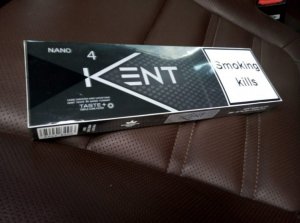 NANO
4
KENT
TASTE+
Smoking
kills